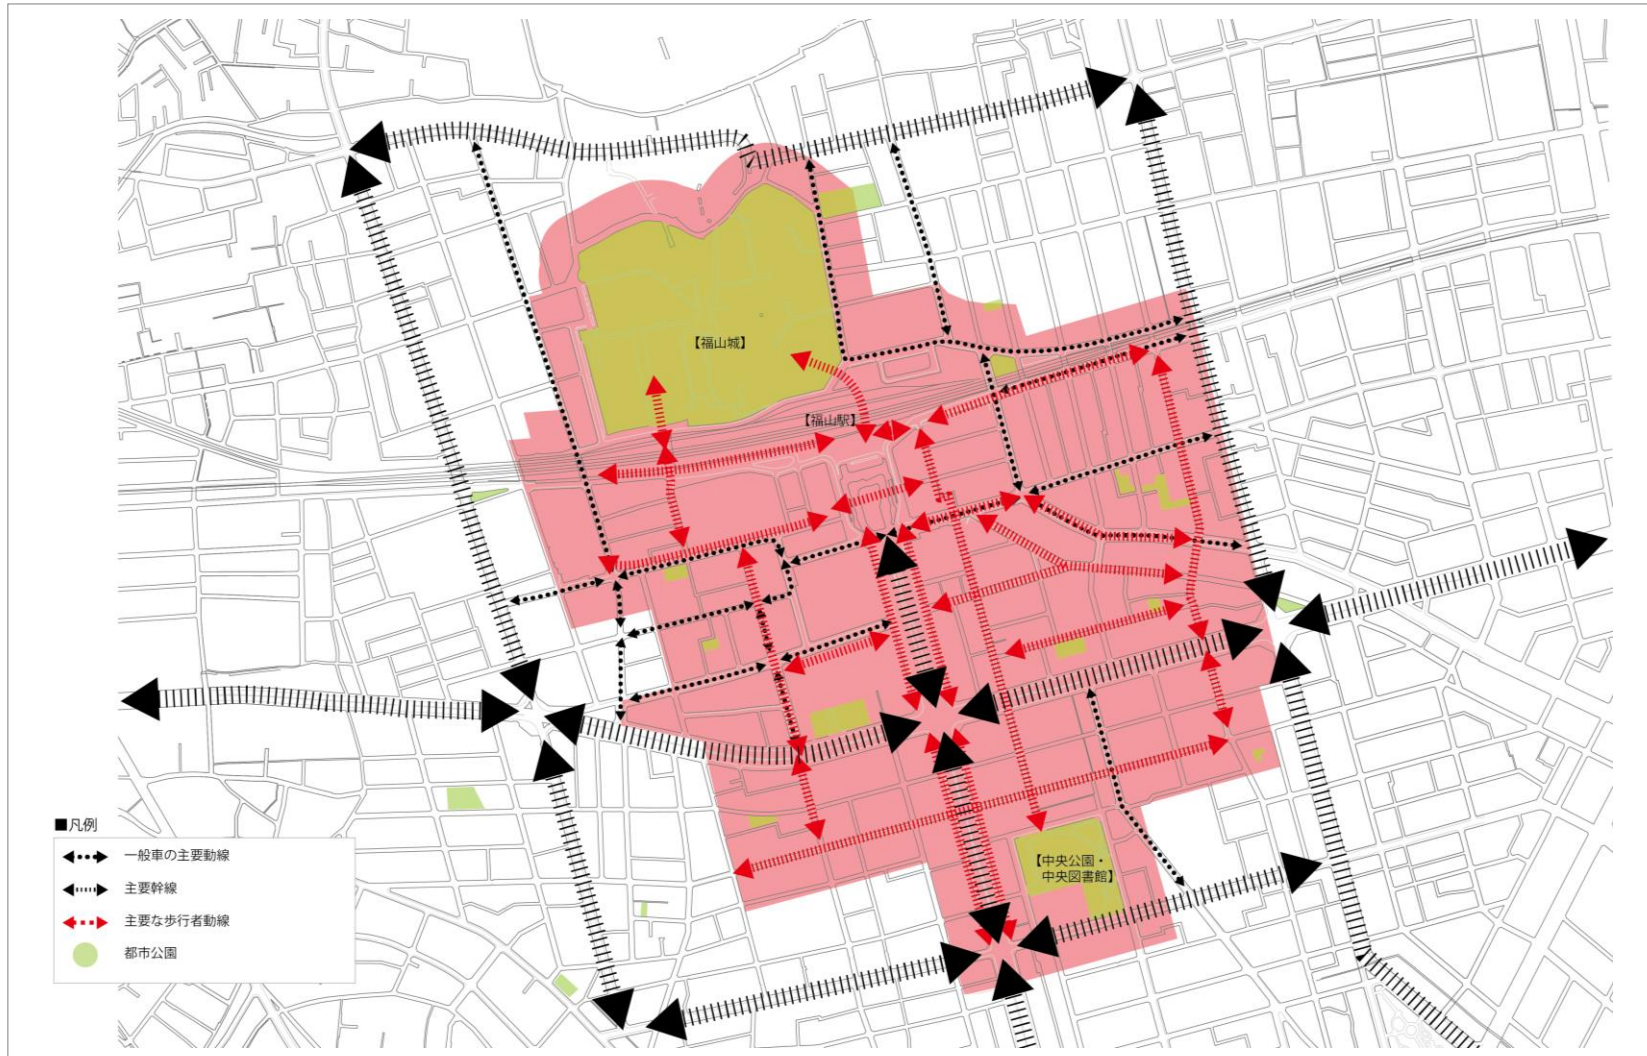 【福山城】
【福山駅】
【中央公園・
中央図書館】
■凡例
一般車の主要動線
主要幹線
主要な歩行者動線
都市公園